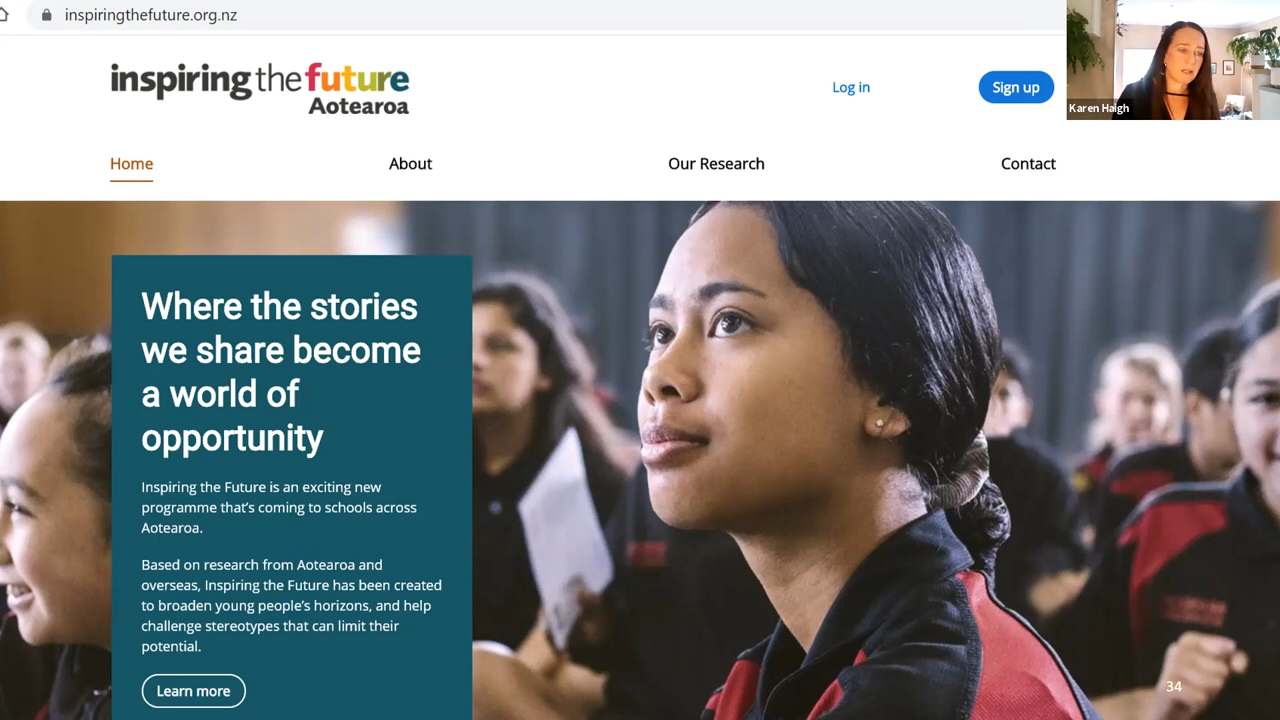 inspiringthefuture.org.nz
inspiring the future
Aotearoa
Log in
Sign up
Karen Haigh
Home
About
Our Research
Contact
Where the stories
we share become
a world of
opportunity
Inspiring the Future is an exciting new
programme that's coming to schools across
Aotearoa.
Based on research from Aotearoa and
overseas, Inspiring the Future has been created
to broaden young people's horizons, and help
challenge stereotypes that can limit their
potential.
Learn more
34